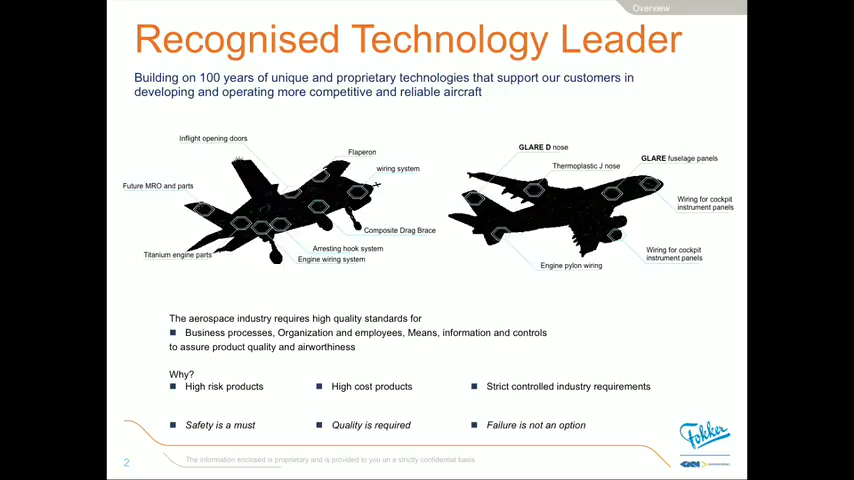 Overview
Recognised Technology Leader
Building on 100 years of unique and proprietary technologies that support our customers in
developing and operating more competitive and reliable aircraft
Inflight opening doors
Flaperon
wiring system
Future MRO and parts
Composite Drag Brace
Arresting hook system
Titanium engine parts
Engine wiring system
GLARE D nose
GLARE fuselage panels
Thermoplastic J nose
Wiring for cockpit
instrument panels
Wiring for cockpit
instrument panels
Engine pylon wiring
The aerospace industry requires high quality standards for
Business processes, Organization and employees, Means, information and controls
to assure product quality and airworthiness
Why?
High risk products
High cost products
Strict controlled industry requirements
Safety is a must
Quality is required
Failure is not an option
Fokker
GKN
2
The information enclosed is proprietary and is provided to you on a strictly confidential basis